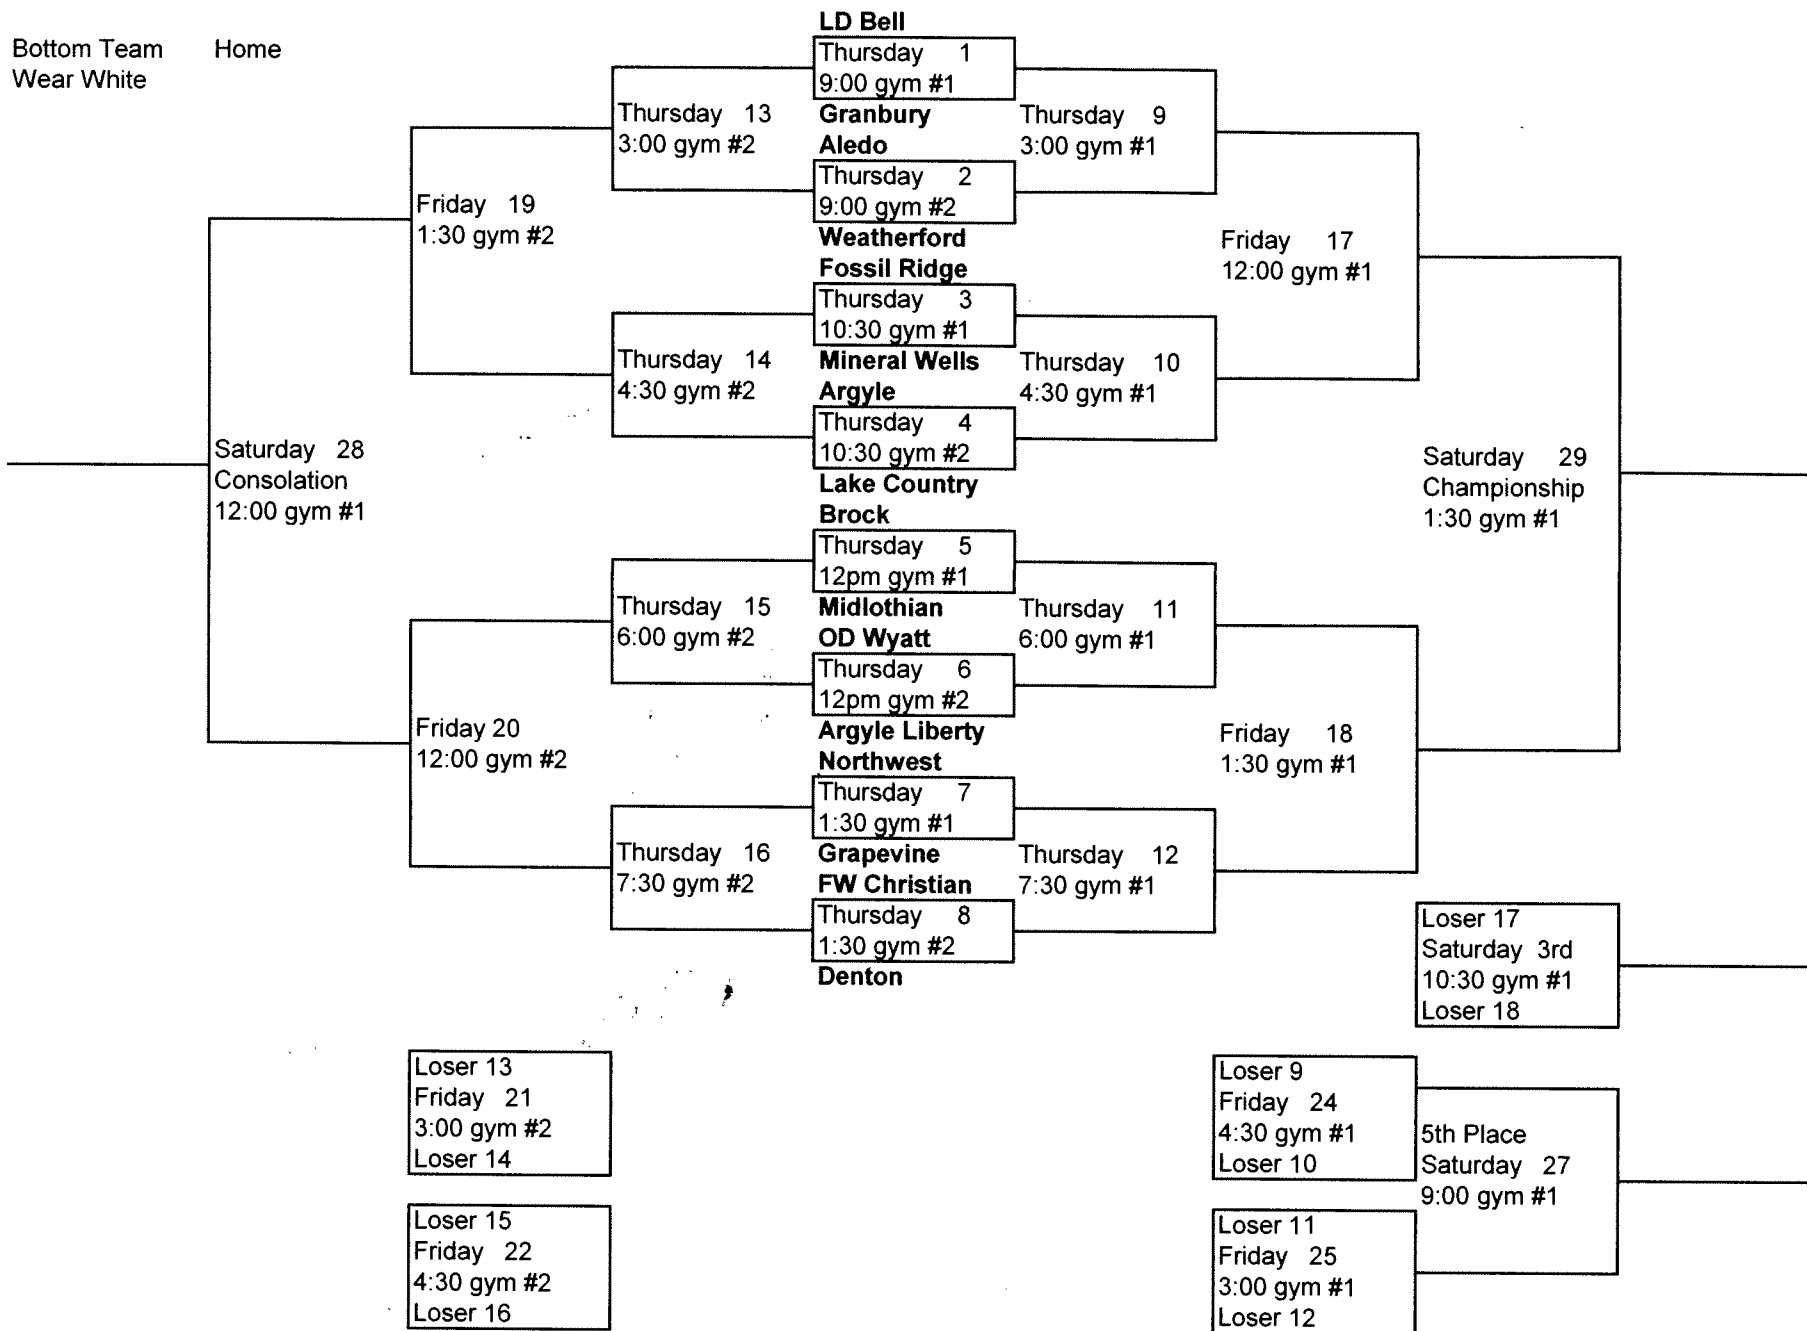 Bottom Team Home
Wear White
LD Bell
Thursday 1
9:00 gym #1
Granbury
Aledo
Thursday 2
9:00 gym #2
Weatherford
Fossil Ridge
Thursday 3
10:30 gym #1
Mineral Wells
Argyle
Thursday 4
10:30 gym #2
Lake Country
Brock
Thursday 5
12pm gym #1
Midlothian
OD Wyatt
Thursday 6
12pm gym #2
Argyle Liberty
Northwest
Thursday 7
1:30 gym #1
Grapevine
FW Christian
Thursday 8
1:30 gym #2
Denton
Thursday 13
3:00 gym #2
Thursday 14
4:30 gym #2
Thursday 15
6:00 gym #2
Thursday 16
7:30 gym #2
Friday 19
1:30 gym #2
Friday 20
12:00 gym #2
Saturday 28
Consolation
12:00 gym #1
Thursday 9
3:00 gym #1
Thursday 10
4:30 gym #1
Thursday 11
6:00 gym #1
Thursday 12
7:30 gym #1
Friday 17
12:00 gym #1
Friday 18
1:30 gym #1
Saturday 29
Championship
1:30 gym #1
Loser 17
Saturday 3rd
10:30 gym #1
Loser 18
Loser 13
Friday 21
3:00 gym #2
Loser 14
Loser 15
Friday 22
4:30 gym #2
Loser 16
Loser 9
Friday 24
4:30 gym #1
Loser 10
5th Place
Saturday 27
9:00 gym #1
Loser 11
Friday 25
3:00 gym #1
Loser 12